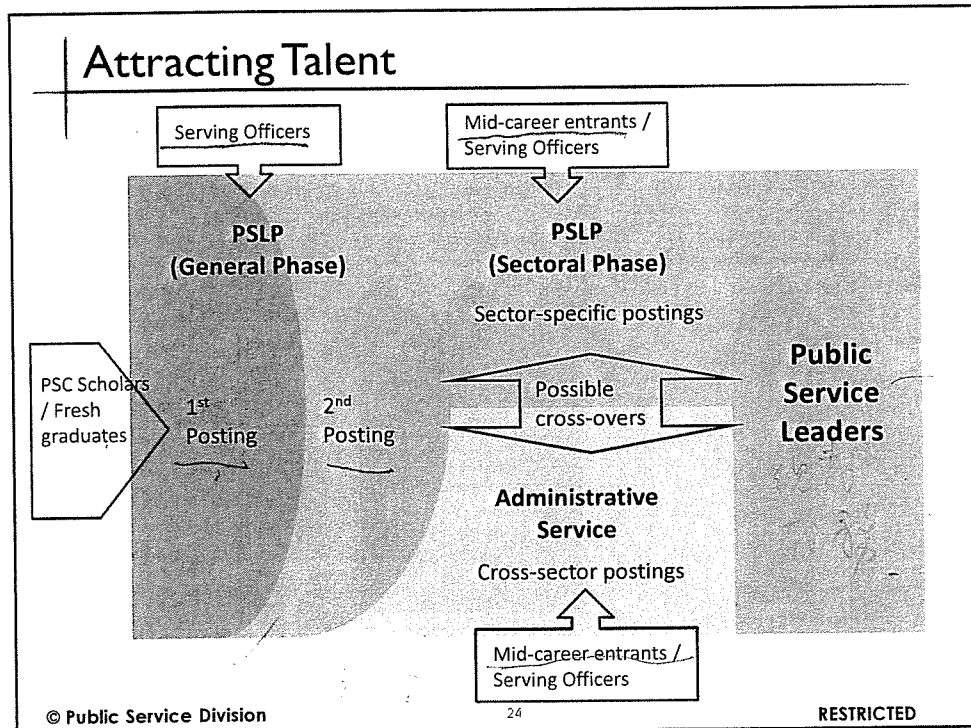 Attracting Talent
Serving Officers
Mid-career entrants /
Serving Officers
PSLP
(General Phase)
PSLP
(Sectoral Phase)
Sector-specific postings
PSC Scholars
/ Fresh
graduates
1st
Posting
2nd
Posting
Possible
cross-overs
Public
Service
Leaders
Administrative
Service
Cross-sector postings
Mid-career entrants /
Serving Officers
© Public Service Division
24
RESTRICTED